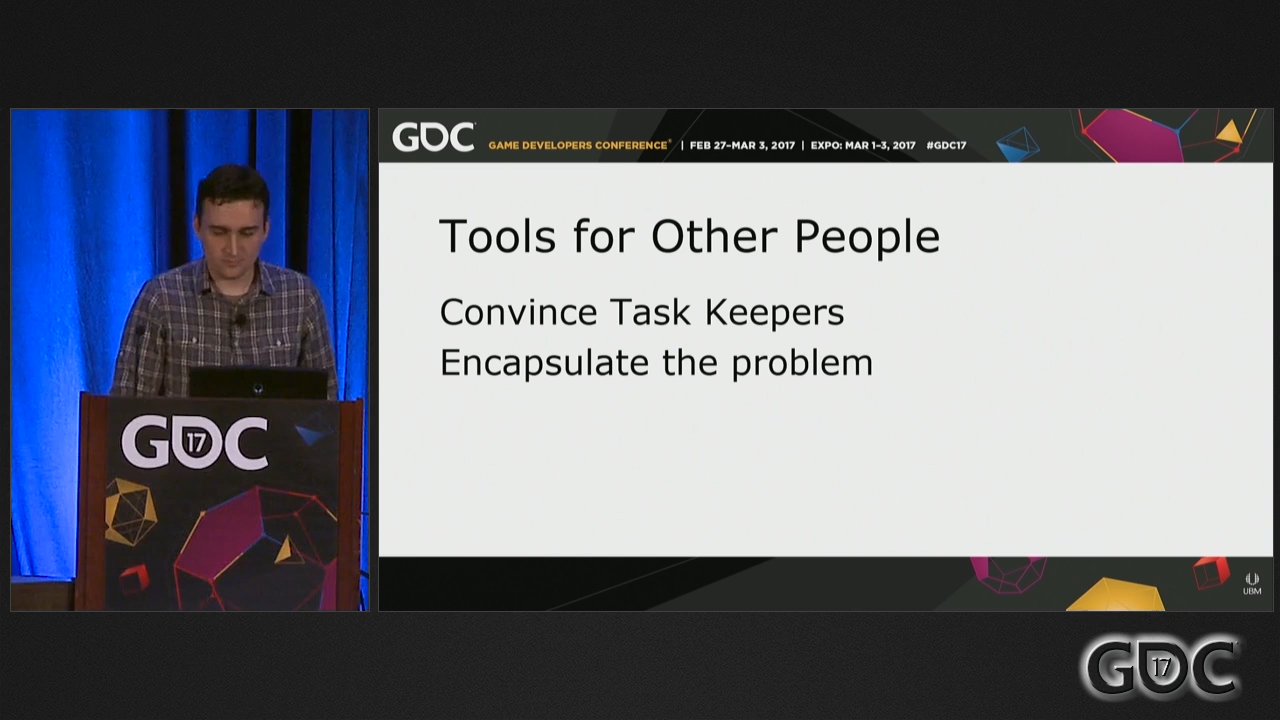 GDC
GAME DEVELOPERS CONFERENCE® | FEB 27–MAR 3, 2017 | EXPO: MAR 1–3, 2017 #GDC17
Tools for Other People
Convince Task Keepers
Encapsulate the problem
GDC
17
UBM
GDC
17